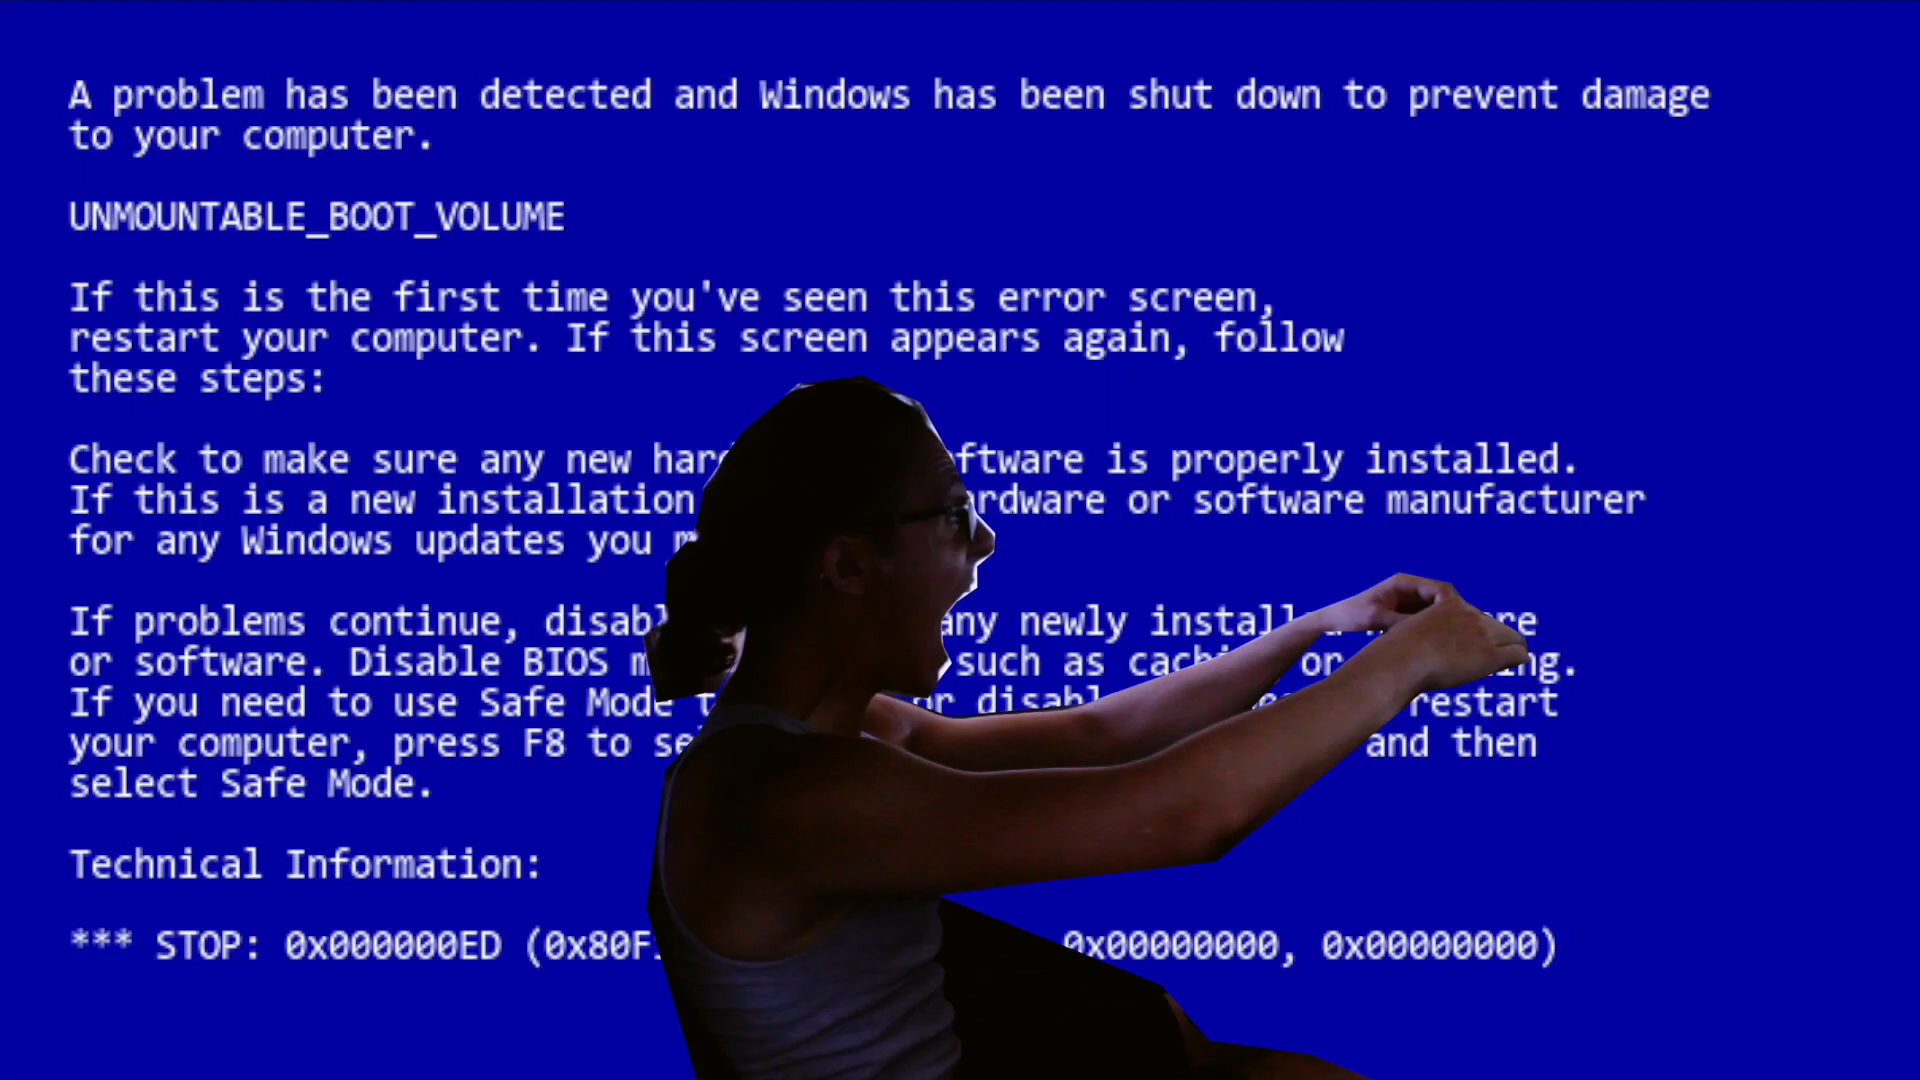 A problem has been detected and Windows has been shut down to prevent damage
to your computer.
UNMOUNTABLE_BOOT_VOLUME
If this is the first time you've seen this error screen,
restart your computer. If this screen appears again, follow
these steps:
Check to make sure any new is properly installed.
If this is a new installation or software manufacturer
for any Windows updates you
If problems continue, any newly
or software. Disable BIOS such as or
If you need to use Safe Mode or restart
your computer, press F8 to and then
select Safe Mode.
Technical Information:
*** STOP: 0x000000ED 0x00000000, 0x00000000)